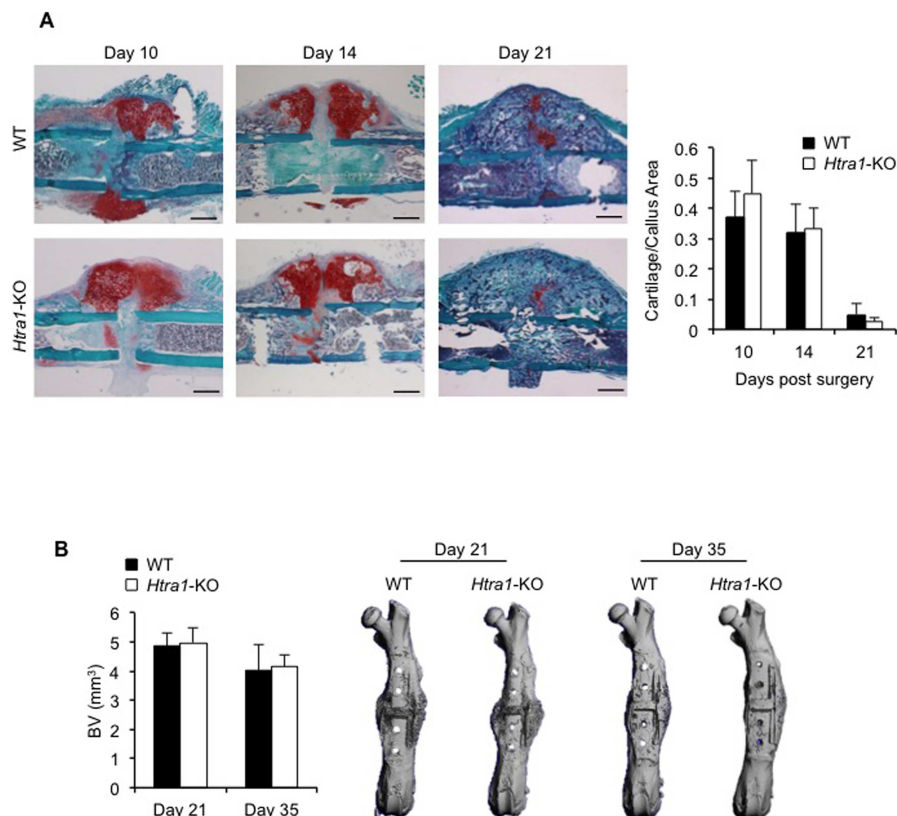 A
Day 10
Day 14
Day 21
WT
Htra1-KO
WT
Htra1-KO
Cartilage/Callus Area
0.6
0.5
0.4
0.3
0.2
0.1
0
10
14
21
Days post surgery
B
WT
Htra1-KO
BV (mm³)
6
5
4
3
2
1
0
Day 21
Day 35
Day 21
Day 35
WT
Htra1-KO
WT
Htra1-KO